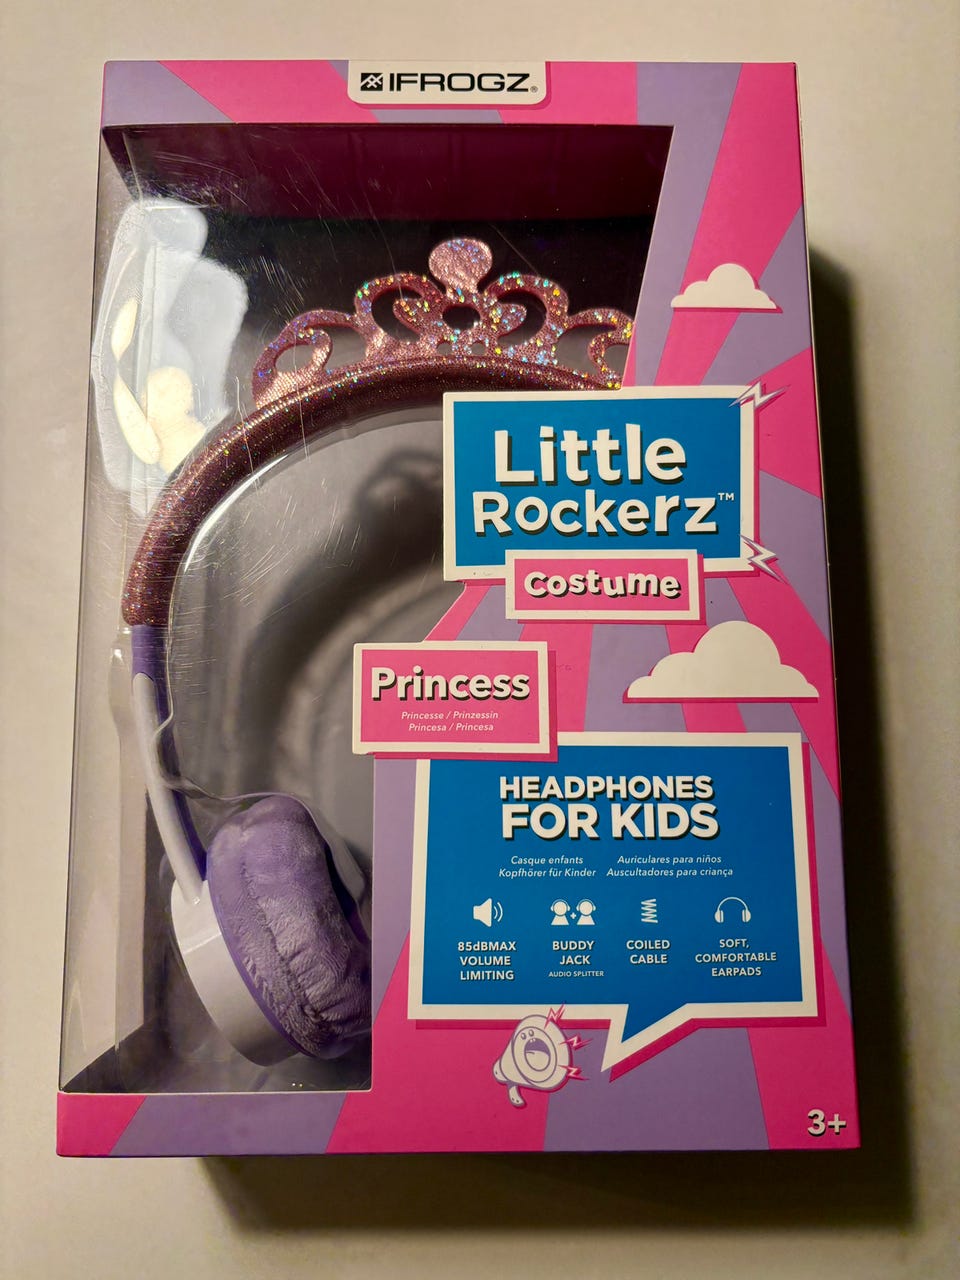 IFROGZ®
Little
Rockerz™
Costume
Princess
Princesse / Prinzessin
Princesa / Princesa
HEADPHONES
FOR KIDS
Casque enfants
Kopfhörer für Kinder
Auriculares para niños
Auscultadores para criança
85dBMAX
VOLUME
LIMITING
BUDDY
JACK
AUDIO SPLITTER
COILED
CABLE
SOFT,
COMFORTABLE
EARPADS
3+